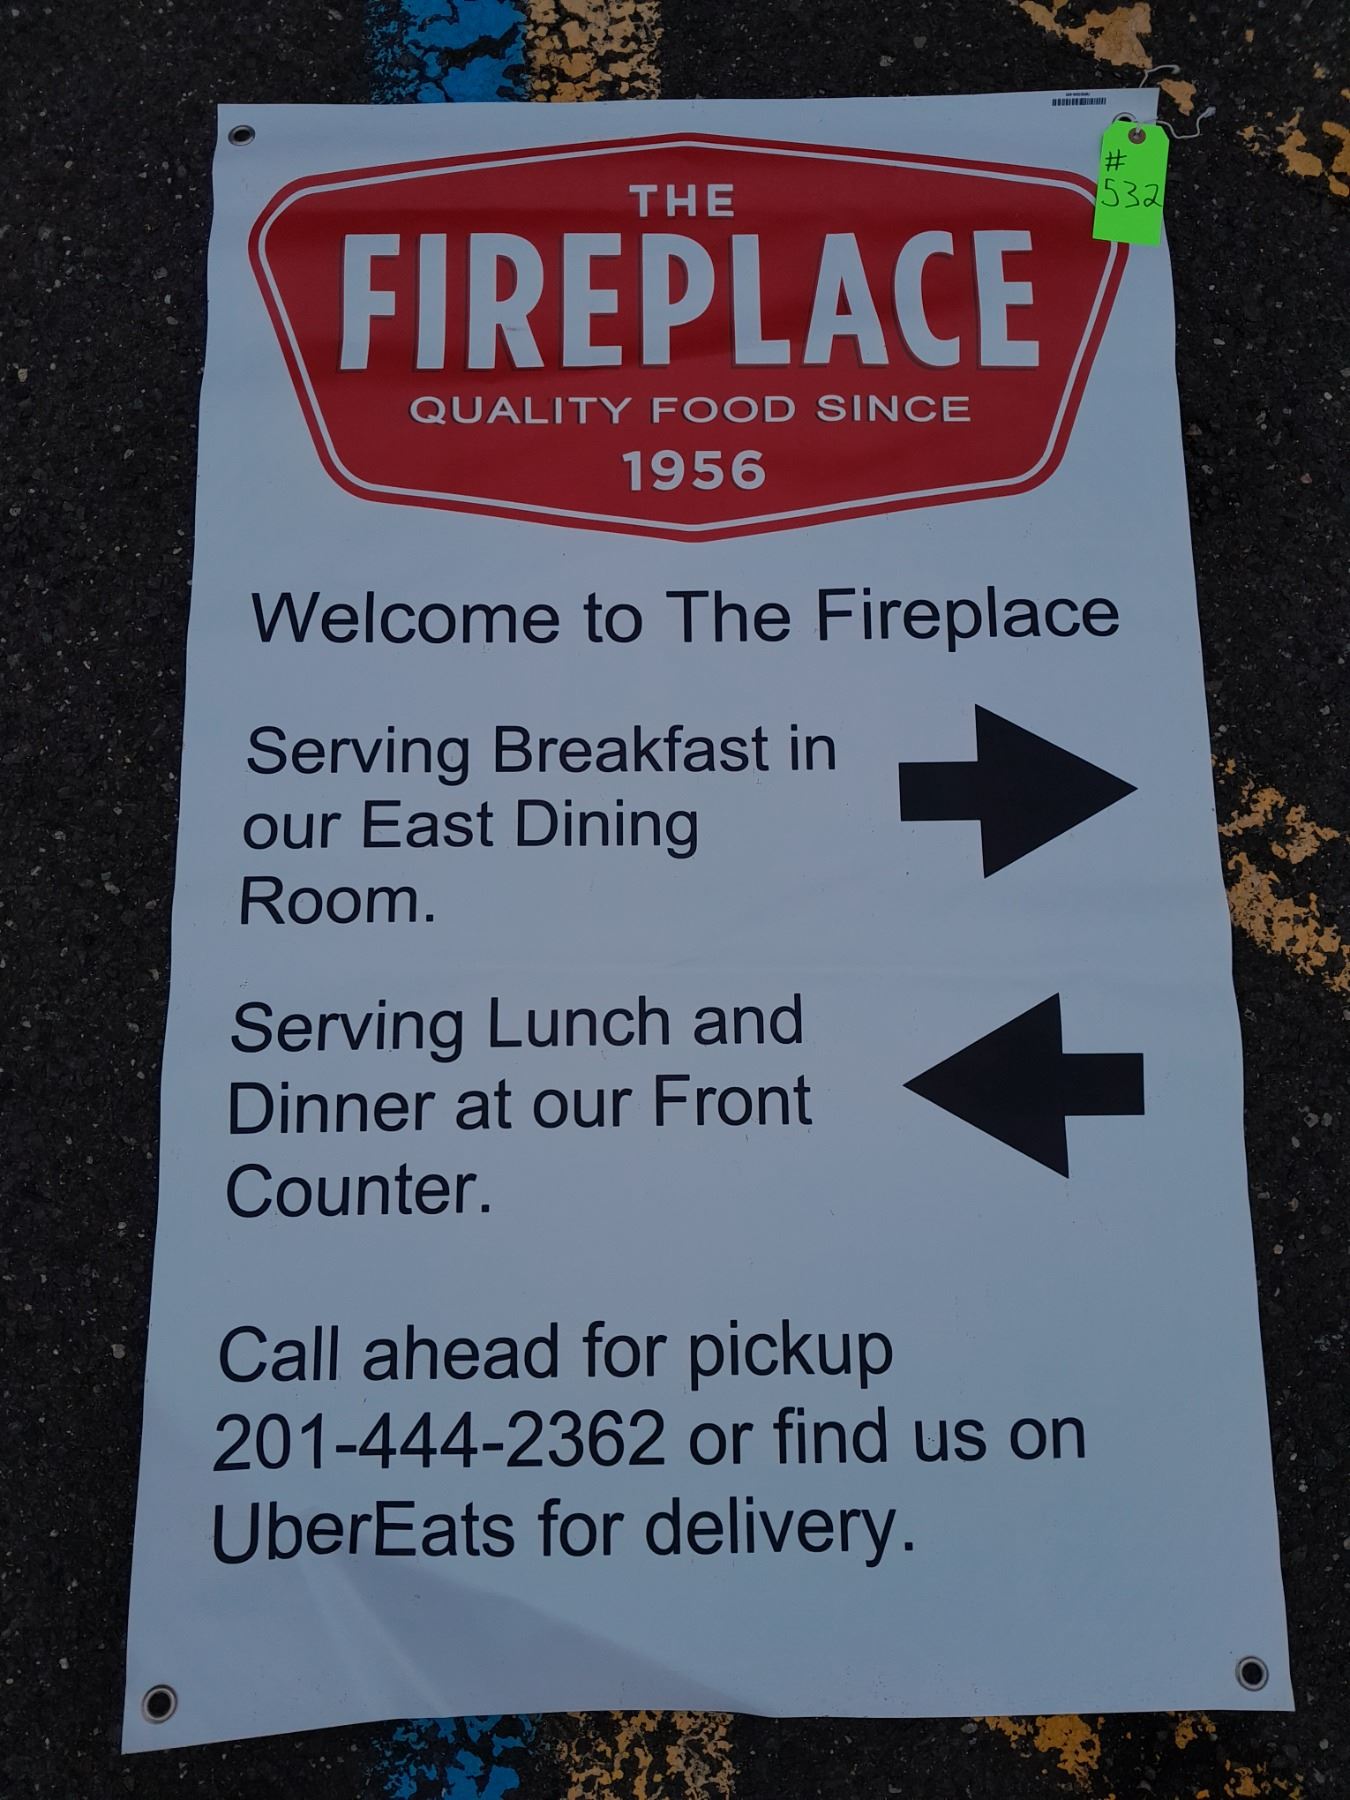 THE
FIREPLACE
QUALITY FOOD SINCE
1956
#
532
Welcome to The Fireplace
Serving Breakfast in
our East Dining
Room.
Serving Lunch and
Dinner at our Front
Counter.
Call ahead for pickup
201-444-2362 or find us on
UberEats for delivery.